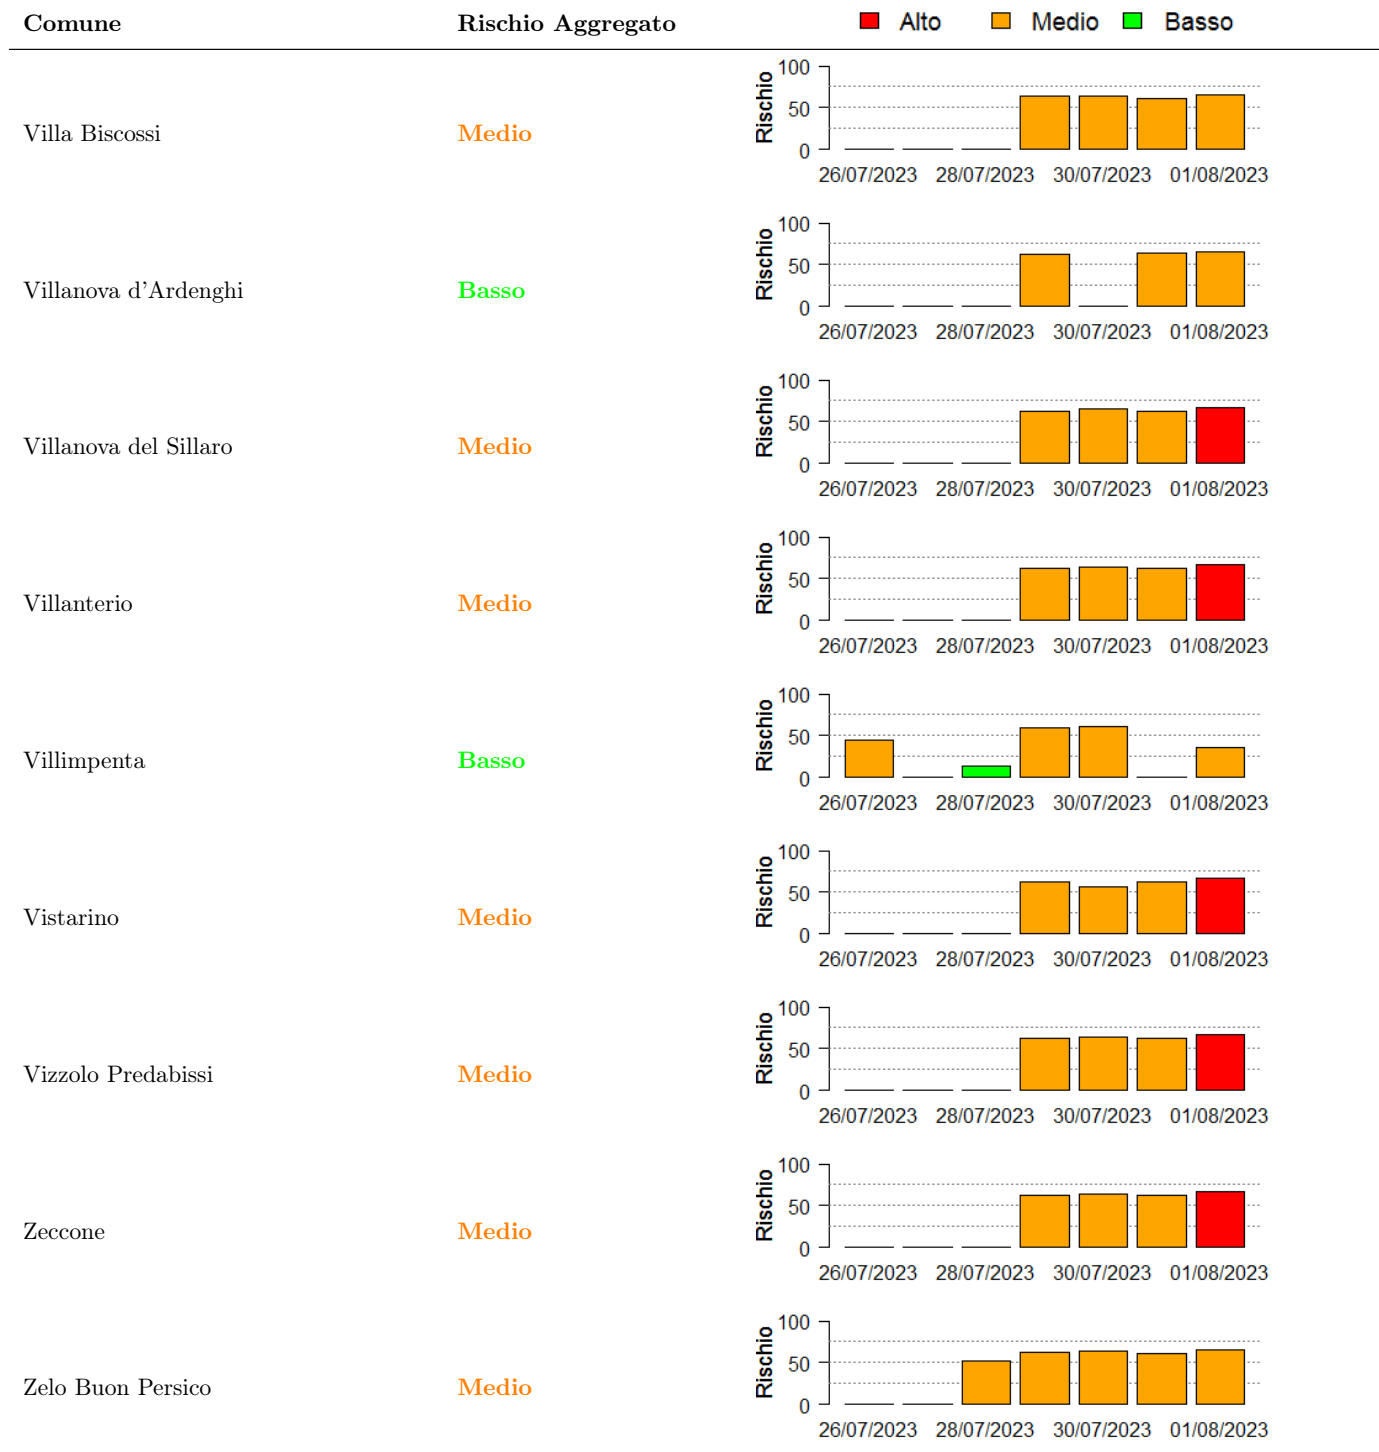 Comune Rischio Aggregato Alto Medio Basso
100
50
0
Rischio
Villa Biscossi Medio
26/07/2023 28/07/2023 30/07/2023 01/08/2023
100
50
0
Rischio
Villanova d'Ardenghi Basso
26/07/2023 28/07/2023 30/07/2023 01/08/2023
100
50
0
Rischio
Villanova del Sillaro Medio
26/07/2023 28/07/2023 30/07/2023 01/08/2023
100
50
0
Rischio
Villanterio Medio
26/07/2023 28/07/2023 30/07/2023 01/08/2023
100
50
0
Rischio
Villimpenta Basso
26/07/2023 28/07/2023 30/07/2023 01/08/2023
100
50
0
Rischio
Vistarino Medio
26/07/2023 28/07/2023 30/07/2023 01/08/2023
100
50
0
Rischio
Vizzolo Predabissi Medio
26/07/2023 28/07/2023 30/07/2023 01/08/2023
100
50
0
Rischio
Zeccone Medio
26/07/2023 28/07/2023 30/07/2023 01/08/2023
100
50
0
Rischio
Zelo Buon Persico Medio
26/07/2023 28/07/2023 30/07/2023 01/08/2023